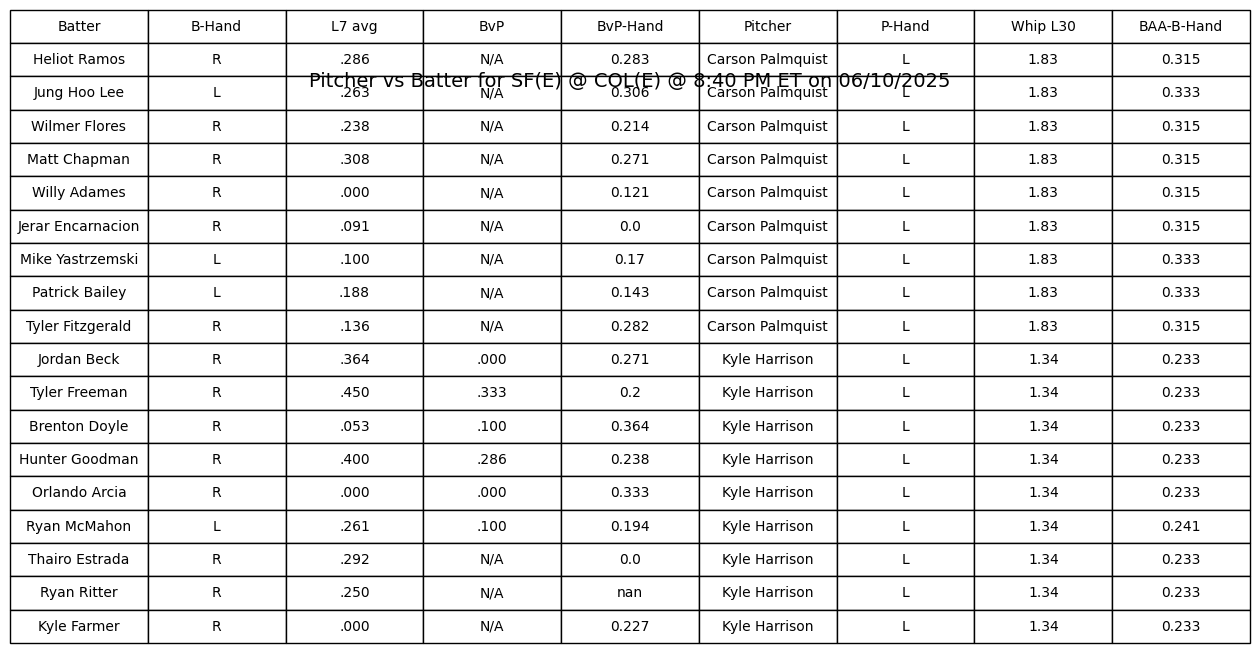 Batter B-Hand L7 avg BvP BvP-Hand Pitcher P-Hand Whip L30 BAA-B-Hand
Heliot Ramos R .286 N/A 0.283 Carson Palmquist L 1.83 0.315
Pitcher vs Batter for SF(E) @ COL(E) @ 8:40 PM ET on 06/10/2025
Jung Hoo Lee L .263 N/A 0.306 Carson Palmquist L 1.83 0.333
Wilmer Flores R .238 N/A 0.214 Carson Palmquist L 1.83 0.315
Matt Chapman R .308 N/A 0.271 Carson Palmquist L 1.83 0.315
Willy Adames R .000 N/A 0.121 Carson Palmquist L 1.83 0.315
Jerar Encarnacion R .091 N/A 0.0 Carson Palmquist L 1.83 0.315
Mike Yastrzemski L .100 N/A 0.17 Carson Palmquist L 1.83 0.333
Patrick Bailey L .188 N/A 0.143 Carson Palmquist L 1.83 0.333
Tyler Fitzgerald R .136 N/A 0.282 Carson Palmquist L 1.83 0.315
Jordan Beck R .364 .000 0.271 Kyle Harrison L 1.34 0.233
Tyler Freeman R .450 .333 0.2 Kyle Harrison L 1.34 0.233
Brenton Doyle R .053 .100 0.364 Kyle Harrison L 1.34 0.233
Hunter Goodman R .400 .286 0.238 Kyle Harrison L 1.34 0.233
Orlando Arcia R .000 .000 0.333 Kyle Harrison L 1.34 0.233
Ryan McMahon L .261 .100 0.194 Kyle Harrison L 1.34 0.241
Thairo Estrada R .292 N/A 0.0 Kyle Harrison L 1.34 0.233
Ryan Ritter R .250 N/A nan Kyle Harrison L 1.34 0.233
Kyle Farmer R .000 N/A 0.227 Kyle Harrison L 1.34 0.233